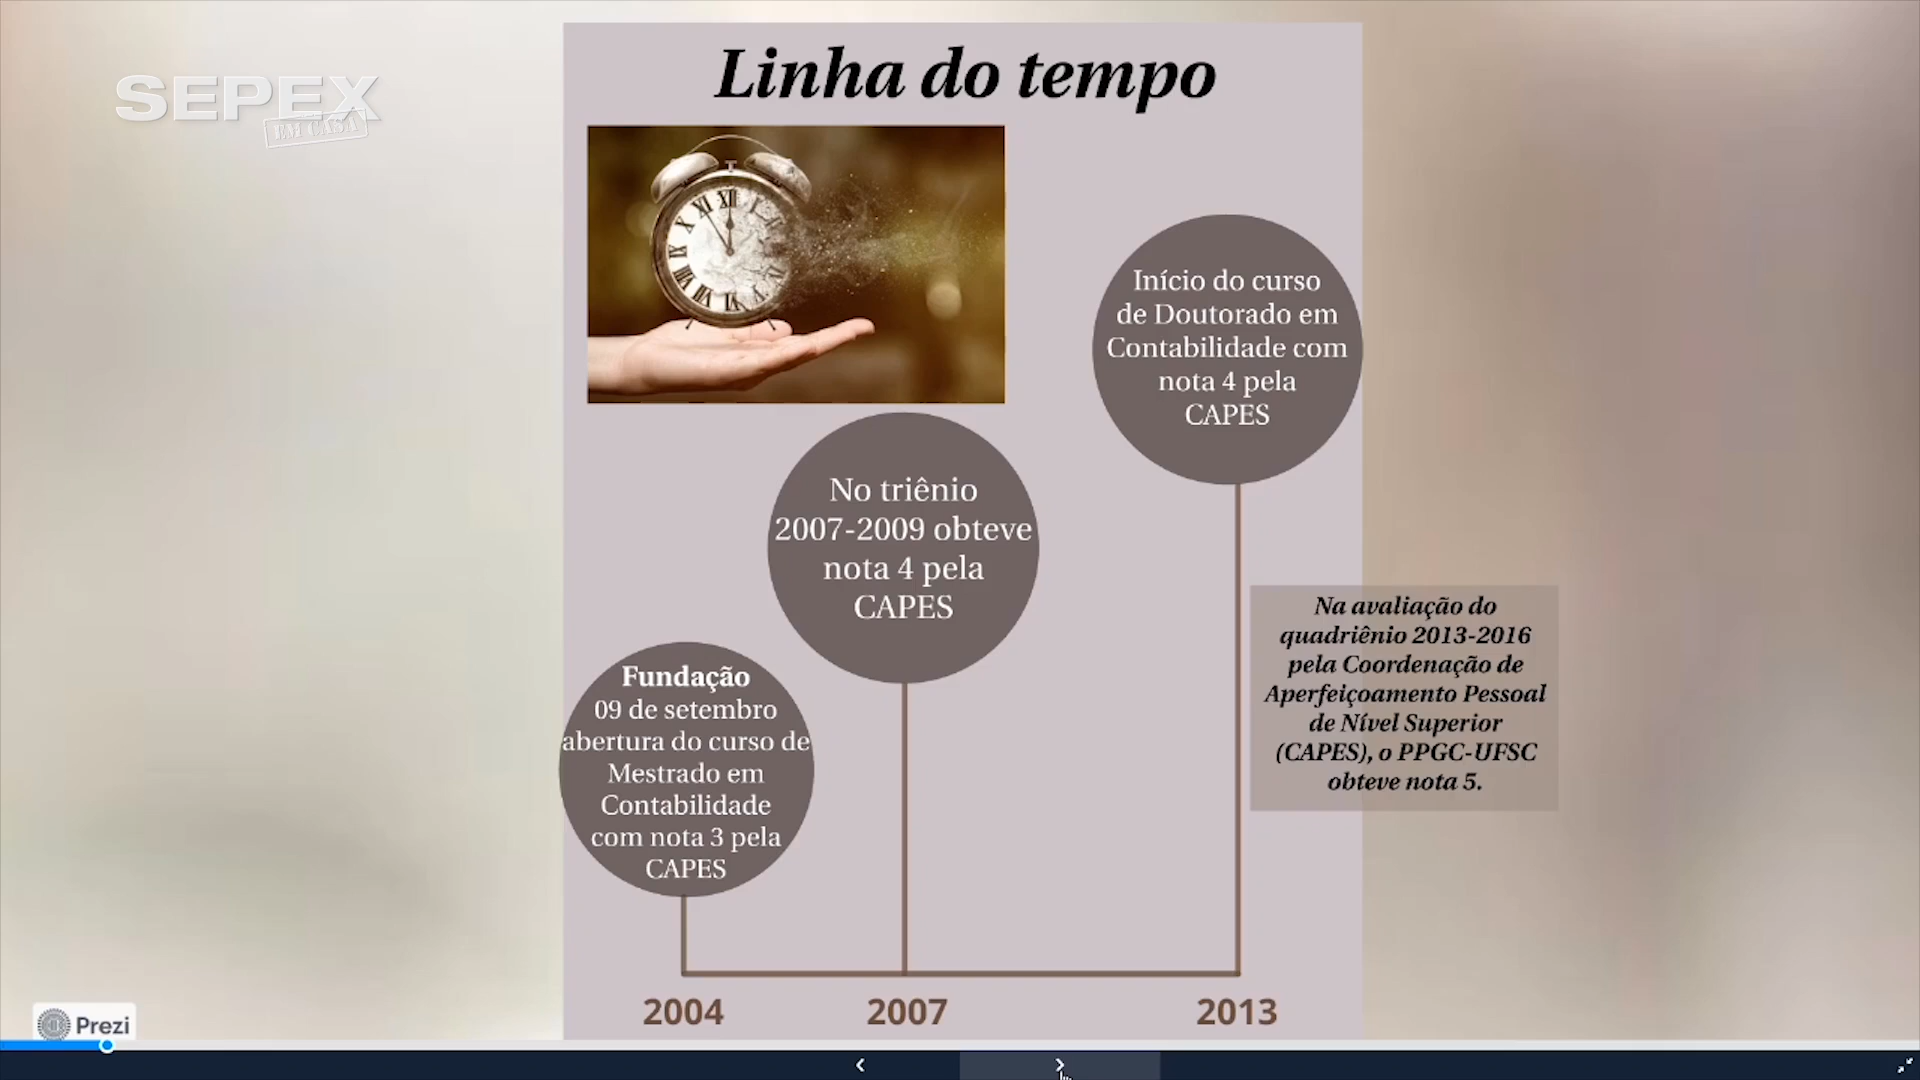 SEPEX
EM CASA
Linha do tempo
Início do curso
de Doutorado em
Contabilidade com
nota 4 pela
CAPES
No triênio
2007-2009 obteve
nota 4 pela
CAPES
Fundação
09 de setembro
abertura do curso de
Mestrado em
Contabilidade
com nota 3 pela
CAPES
Na avaliação do
quadriênio 2013-2016
pela Coordenação de
Aperfeiçoamento Pessoal
de Nível Superior
(CAPES), o PPGC-UFSC
obteve nota 5.
2004
2007
2013
Prezi